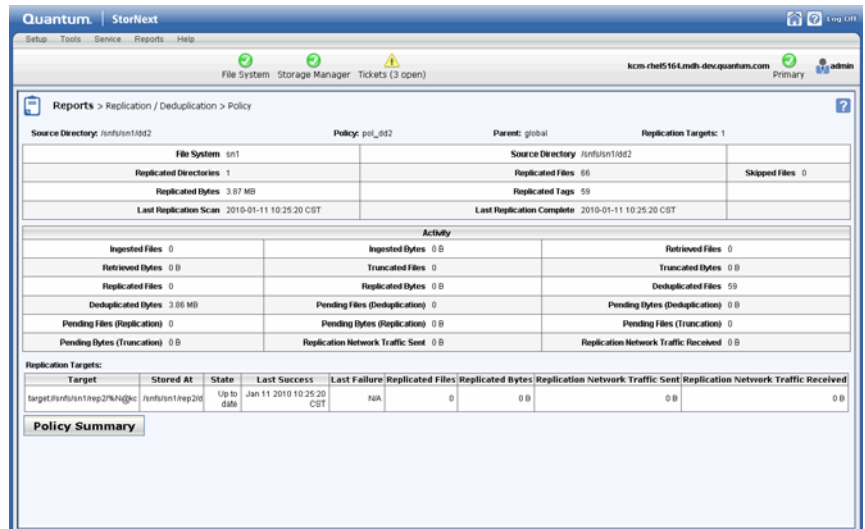 Quantum. | StorNext
Log Off
Setup Tools Service Reports Help
File System Storage Manager Tickets (3 open)
kcm-rhel5164.mdh-dev.quantum.com Primary admin
Reports > Replication / Deduplication > Policy
Source Directory: /snfs/sn1/dd2 Policy: pol_dd2 Parent: global Replication Targets: 1
File System sn1 Source Directory /snfs/sn1/dd2
Replicated Directories 1 Replicated Files 66 Skipped Files 0
Replicated Bytes 3.87 MB Replicated Tags 59
Last Replication Scan 2010-01-11 10:25:20 CST Last Replication Complete 2010-01-11 10:25:20 CST
Activity
Ingested Files 0 Ingested Bytes 0 B Retrieved Files 0
Retrieved Bytes 0 B Truncated Files 0 Truncated Bytes 0 B
Replicated Files 0 Replicated Bytes 0 B Deduplicated Files 59
Deduplicated Bytes 3.86 MB Pending Files (Deduplication) 0 Pending Bytes (Deduplication) 0 B
Pending Files (Replication) 0 Pending Bytes (Replication) 0 B Pending Files (Truncation) 0
Pending Bytes (Truncation) 0 B Replication Network Traffic Sent 0 B Replication Network Traffic Received 0 B
Replication Targets:
Target Stored At State Last Success Last Failure Replicated Files Replicated Bytes Replication Network Traffic Sent Replication Network Traffic Received
target://snfs/sn1/rep2/%N@kc /snfs/sn1/rep2/d Up to date Jan 11 2010 10:25:20 CST N/A 0 0 B 0 B 0 B
Policy Summary